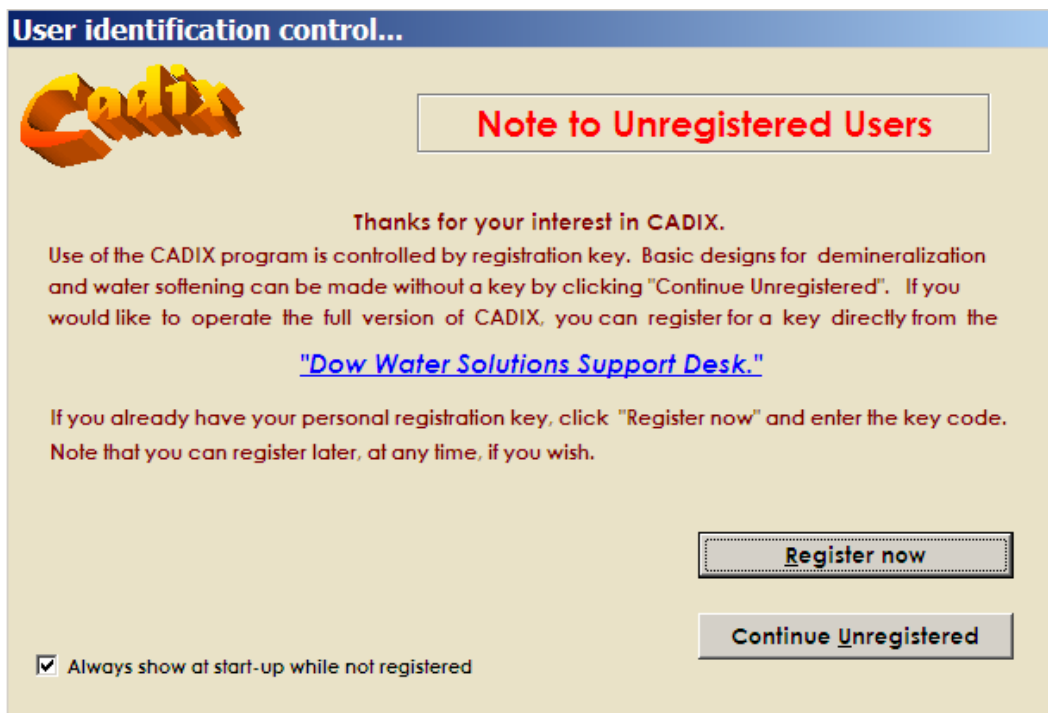 User identification control...
Cadix
Note to Unregistered Users
Thanks for your interest in CADIX.
Use of the CADIX program is controlled by registration key. Basic designs for demineralization
and water softening can be made without a key by clicking "Continue Unregistered". If you
would like to operate the full version of CADIX, you can register for a key directly from the
"Dow Water Solutions Support Desk."
If you already have your personal registration key, click "Register now" and enter the key code.
Note that you can register later, at any time, if you wish.
Register now
Continue Unregistered
Always show at start-up while not registered